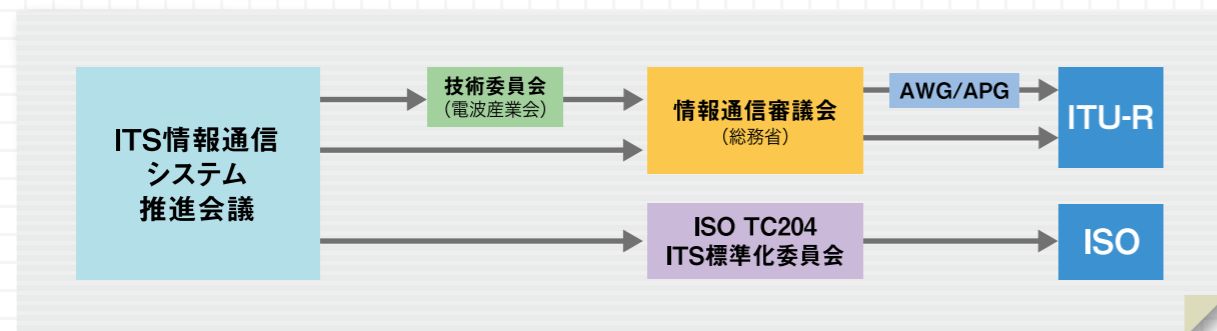 ITS情報通信
システム
推進会議
技術委員会
(電波産業会)
情報通信審議会
(総務省)
AWG/APG
ITU-R
ISO TC204
ITS標準化委員会
ISO